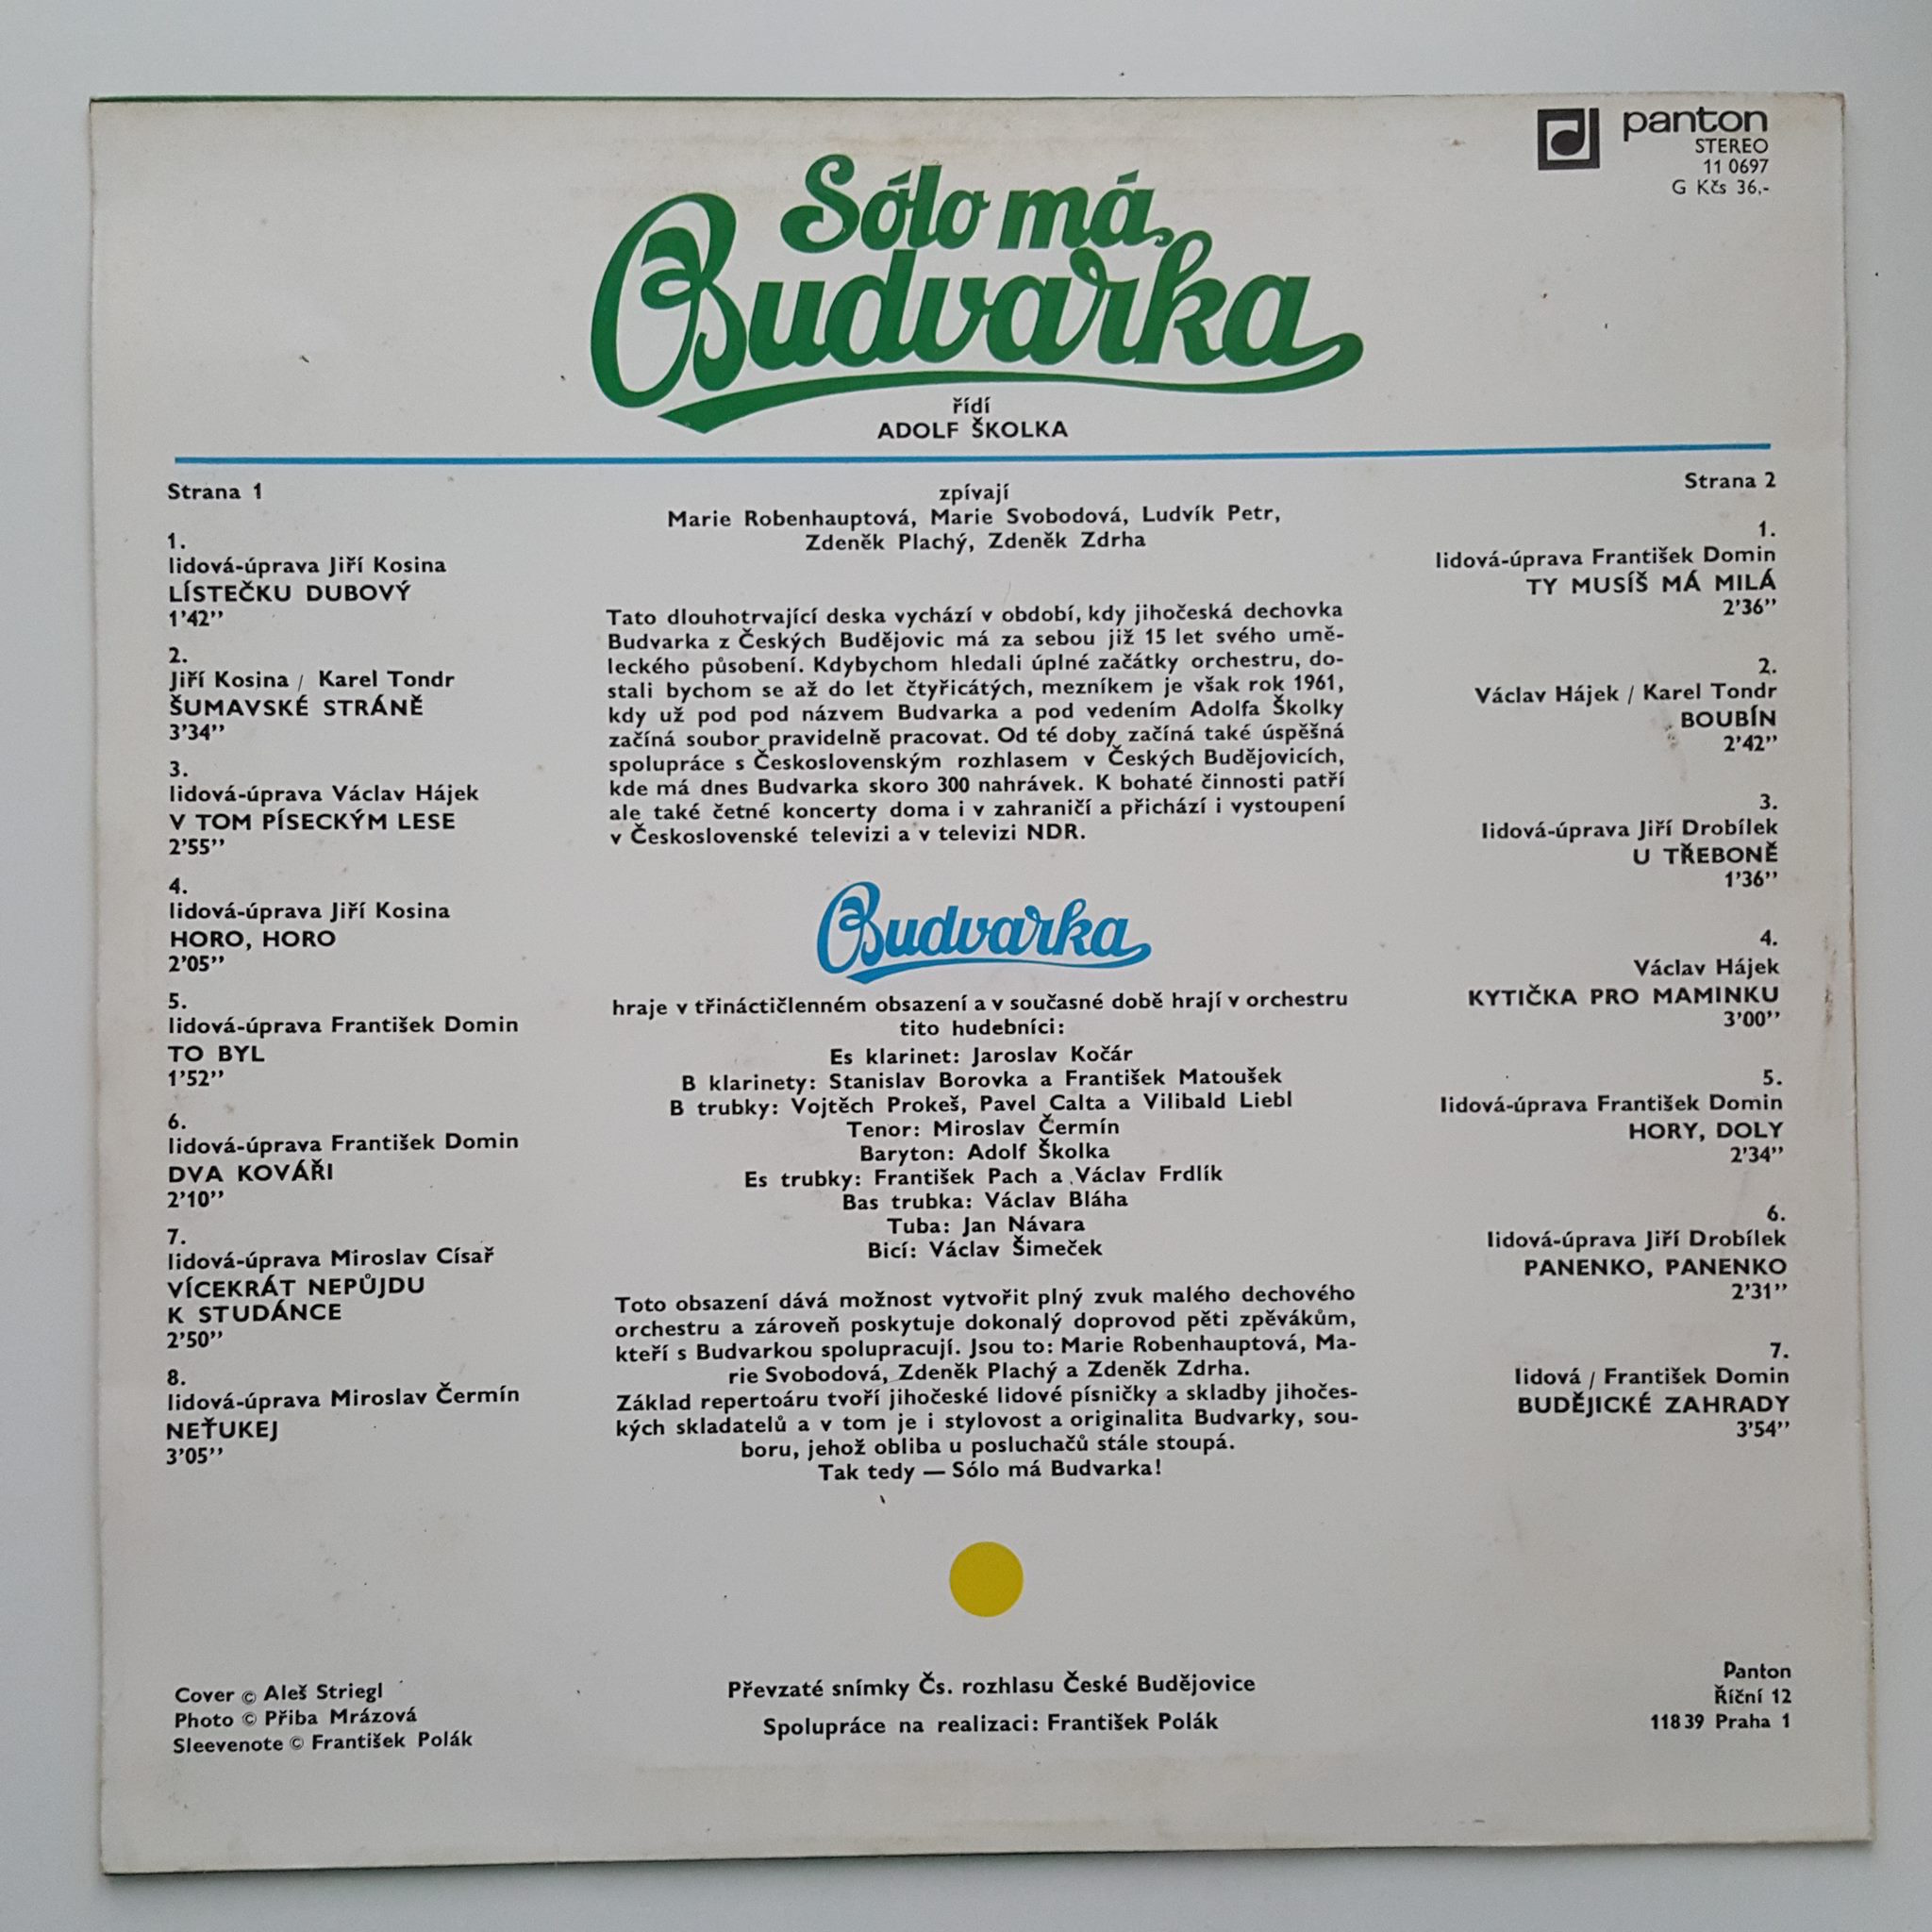 panton
STEREO
11 0697
G Kčs 36,-
Sólo má
Budvarka
řídí
ADOLF ŠKOLKA
Strana 1
1.
lidová-úprava Jiří Kosina
LÍSTEČKU DUBOVÝ
1’42’’
2.
Jiří Kosina / Karel Tondr
ŠUMAVSKÉ STRÁNĚ
3’34’’
3.
lidová-úprava Václav Hájek
V TOM PÍSECKÝM LESE
2’55’’
4.
lidová-úprava Jiří Kosina
HORO, HORO
2’05’’
5.
lidová-úprava František Domin
TO BYL
1’52’’
6.
lidová-úprava František Domin
DVA KOVÁŘI
2’10’’
7.
lidová-úprava Miroslav Císař
VÍCEKRÁT NEPŮJDU
K STUDÁNCE
2’50’’
8.
lidová-úprava Miroslav Čermín
NEŤUKEJ
3’05’’
zpívají
Marie Robenhauptová, Marie Svobodová, Ludvík Petr,
Zdeněk Plachý, Zdeněk Zdrha
Tato dlouhotrvající deska vychází v období, kdy jihočeská dechovka
Budvarka z Českých Budějovic má za sebou již 15 let svého umě-
leckého působení. Kdybychom hledali úplné začátky orchestru, do-
stali bychom se až do let čtyřicátých, mezníkem je však rok 1961,
kdy už pod pod názvem Budvarka a pod vedením Adolfa Školky
začíná soubor pravidelně pracovat. Od té doby začíná také úspěšná
spolupráce s Československým rozhlasem v Českých Budějovicích,
kde má dnes Budvarka skoro 300 nahrávek. K bohaté činnosti patří
ale také četné koncerty doma i v zahraničí a přichází i vystoupení
v Československé televizi a v televizi NDR.
Budvarka
hraje v třináctičlenném obsazení a v současné době hrají v orchestru
tito hudebníci:
Es klarinet: Jaroslav Kočár
B klarinety: Stanislav Borovka a František Matoušek
B trubky: Vojtěch Prokeš, Pavel Calta a Vilibald Liebl
Tenor: Miroslav Čermín
Baryton: Adolf Školka
Es trubky: František Pach a Václav Frdlík
Bas trubka: Václav Bláha
Tuba: Jan Návara
Bicí: Václav Šimeček
Toto obsazení dává možnost vytvořit plný zvuk malého dechového
orchestru a zároveň poskytuje dokonalý doprovod pěti zpěvákům,
kteří s Budvarkou spolupracují. Jsou to: Marie Robenhauptová, Ma-
rie Svobodová, Zdeněk Plachý a Zdeněk Zdrha.
Základ repertoáru tvoří jihočeské lidové písničky a skladby jihočes-
kých skladatelů a v tom je i stylovost a originalita Budvarky, sou-
boru, jehož obliba u posluchačů stále stoupá.
Tak tedy — Sólo má Budvarka!
Strana 2
1.
lidová-úprava František Domin
TY MUSÍŠ MÁ MILÁ
2’36’’
2.
Václav Hájek / Karel Tondr
BOUBÍN
2’42’’
3.
lidová-úprava Jiří Drobílek
U TŘEBONĚ
1’36’’
4.
Václav Hájek
KYTIČKA PRO MAMINKU
3’00’’
5.
lidová-úprava František Domin
HORY, DOLY
2’34’’
6.
lidová-úprava Jiří Drobílek
PANENKO, PANENKO
2’31’’
7.
lidová / František Domin
BUDĚJICKÉ ZAHRADY
3’54’’
Cover © Aleš Striegl
Photo © Přiba Mrázová
Sleevenote © František Polák
Převzaté snímky Čs. rozhlasu České Budějovice
Spolupráce na realizaci: František Polák
Panton
Říční 12
118 39 Praha 1